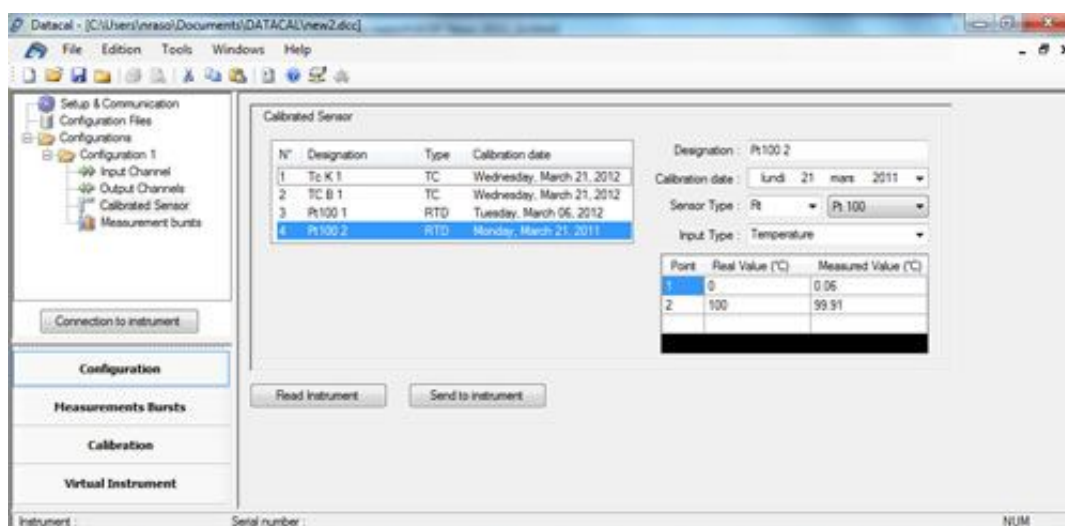 Datacal - [C:\Users\nraso\Documents\DATACAL\new2.dcc]
File Edition Tools Windows Help
Setup & Communication
Configuration Files
Configurations
Configuration 1
Input Channel
Output Channels
Calibrated Sensor
Measurement bursts
Connection to instrument
Configuration
Measurements Bursts
Calibration
Virtual Instrument
Calibrated Sensor
N° Designation Type Calibration date
1 Tc K 1 TC Wednesday, March 21, 2012
2 TC B 1 TC Wednesday, March 21, 2012
3 Pt100 1 RTD Tuesday, March 06, 2012
4 Pt100 2 RTD Monday, March 21, 2011
Designation : Pt100 2
Calibration date : lundi 21 mars 2011
Sensor Type : Pt Pt 100
Input Type : Temperature
Point Real Value (°C) Measured Value (°C)
1 0 0.06
2 100 99.91
Read Instrument Send to instrument
Instrument : Serial number : NUM